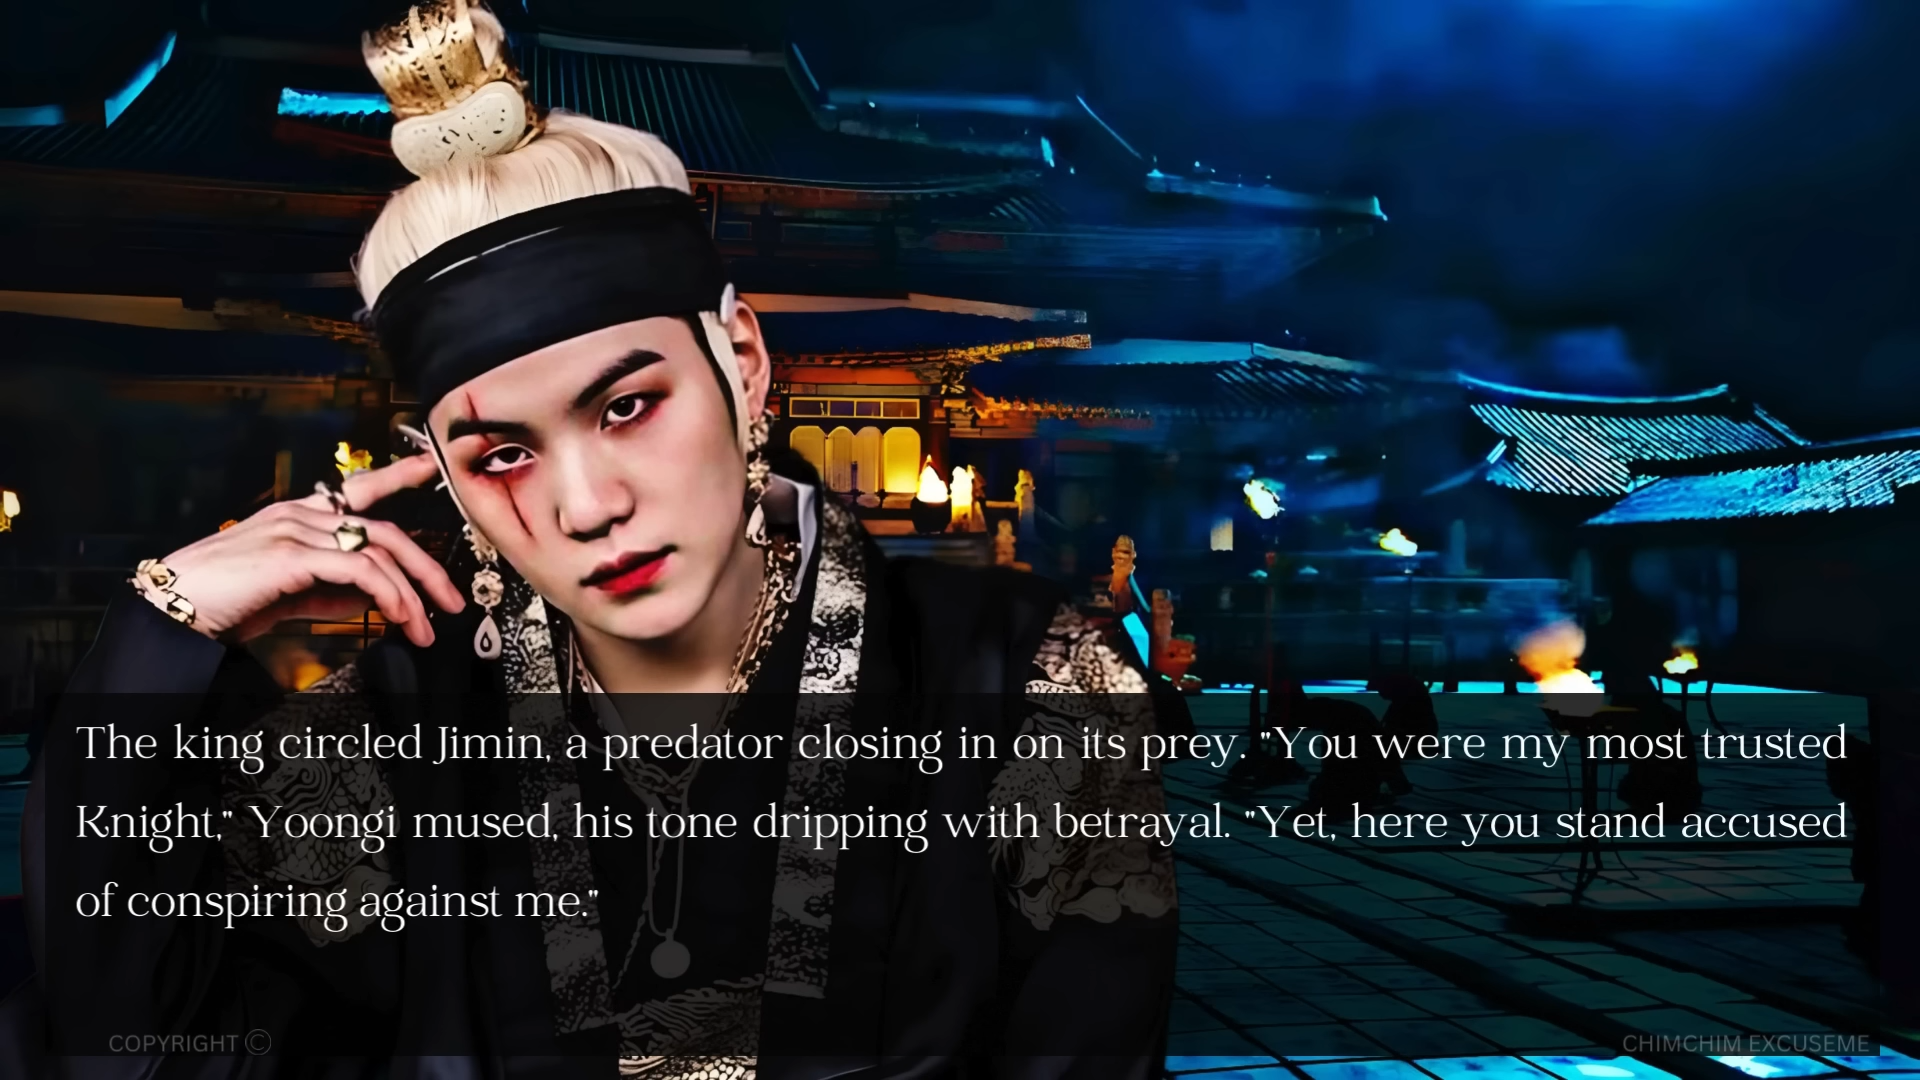 The king circled Jimin, a predator closing in on its prey. "You were my most trusted
Knight," Yoongi mused, his tone dripping with betrayal. "Yet, here you stand accused
of conspiring against me."
COPYRIGHT ©
CHIMCHIM EXCUSEME